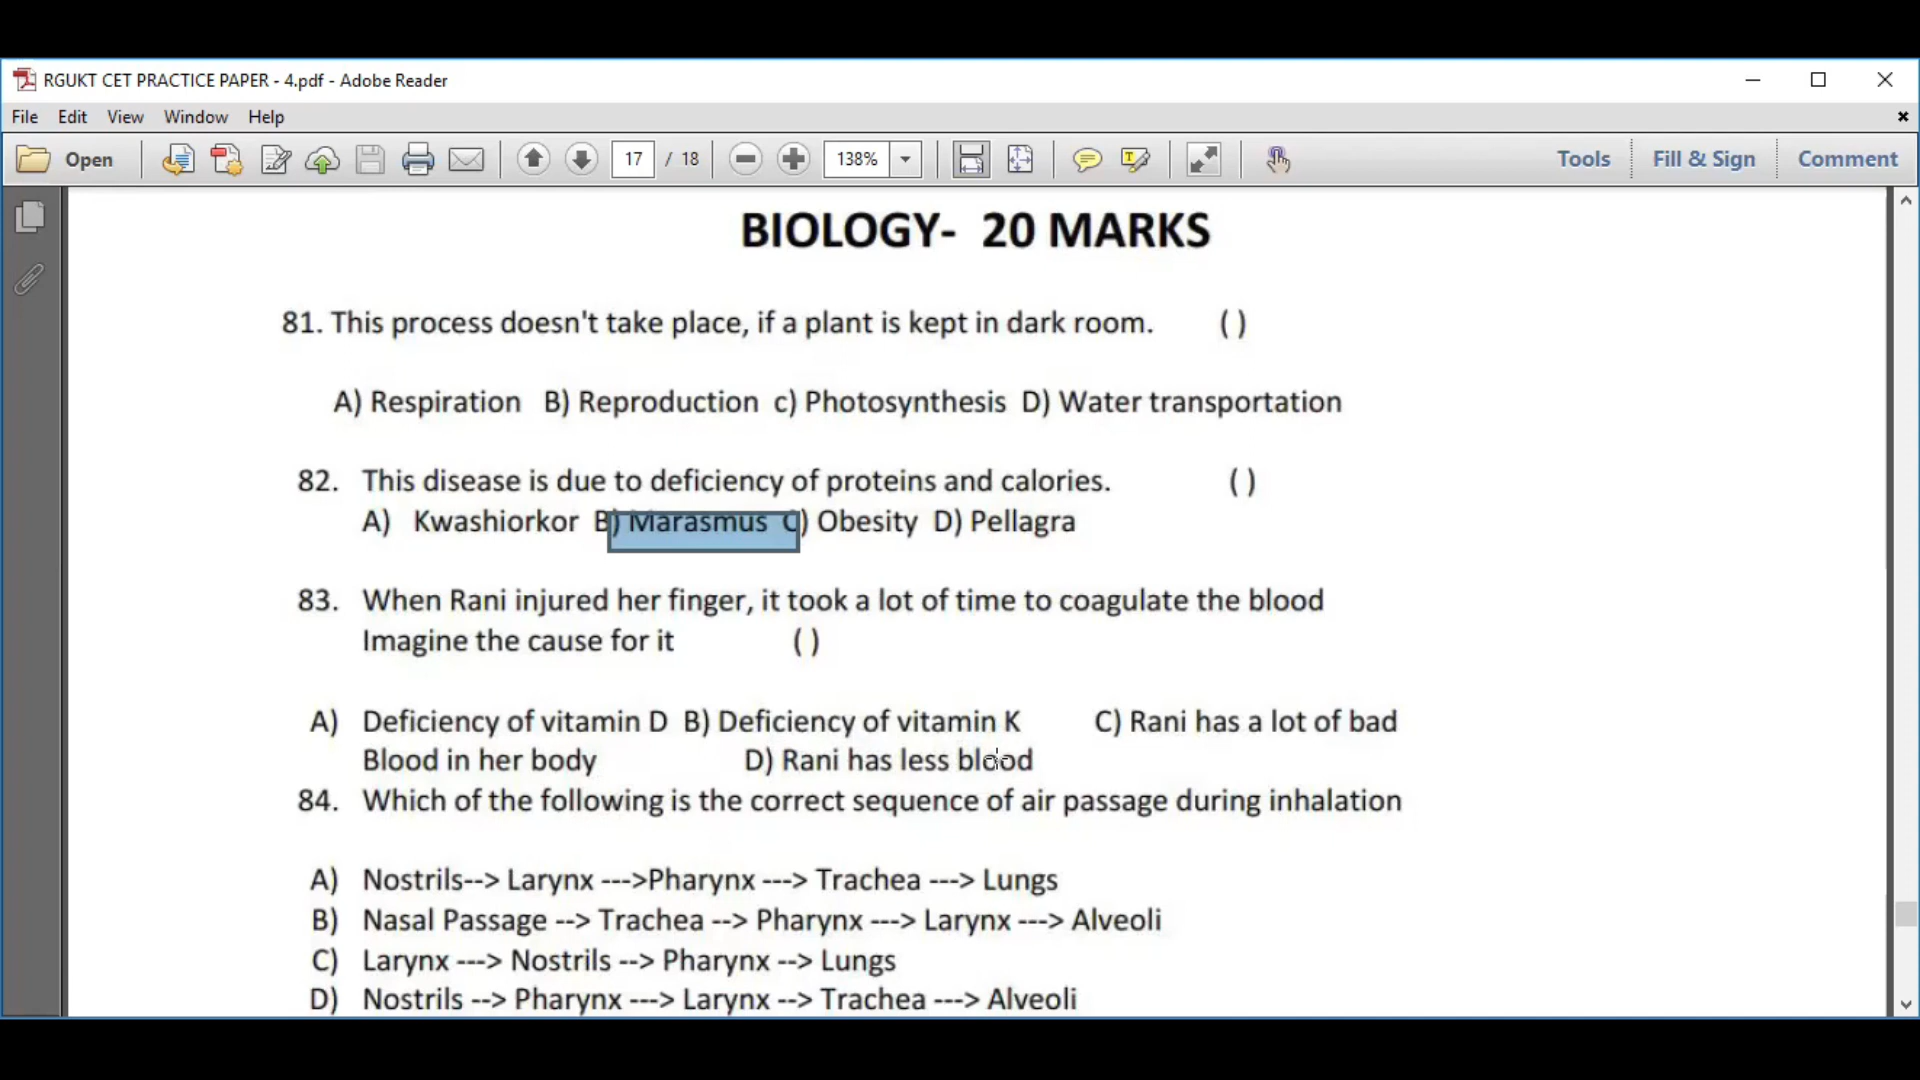 RGUKT CET PRACTICE PAPER - 4.pdf - Adobe Reader
File Edit View Window Help
Open 17 / 18 138% Tools Fill & Sign Comment
BIOLOGY- 20 MARKS
81. This process doesn't take place, if a plant is kept in dark room. ( )
A) Respiration B) Reproduction c) Photosynthesis D) Water transportation
82. This disease is due to deficiency of proteins and calories. ( )
A) Kwashiorkor B) Marasmus C) Obesity D) Pellagra
83. When Rani injured her finger, it took a lot of time to coagulate the blood
Imagine the cause for it ( )
A) Deficiency of vitamin D B) Deficiency of vitamin K C) Rani has a lot of bad
Blood in her body D) Rani has less blood
84. Which of the following is the correct sequence of air passage during inhalation
A) Nostrils--> Larynx --->Pharynx ---> Trachea ---> Lungs
B) Nasal Passage --> Trachea --> Pharynx ---> Larynx ---> Alveoli
C) Larynx ---> Nostrils --> Pharynx --> Lungs
D) Nostrils --> Pharynx ---> Larynx --> Trachea ---> Alveoli